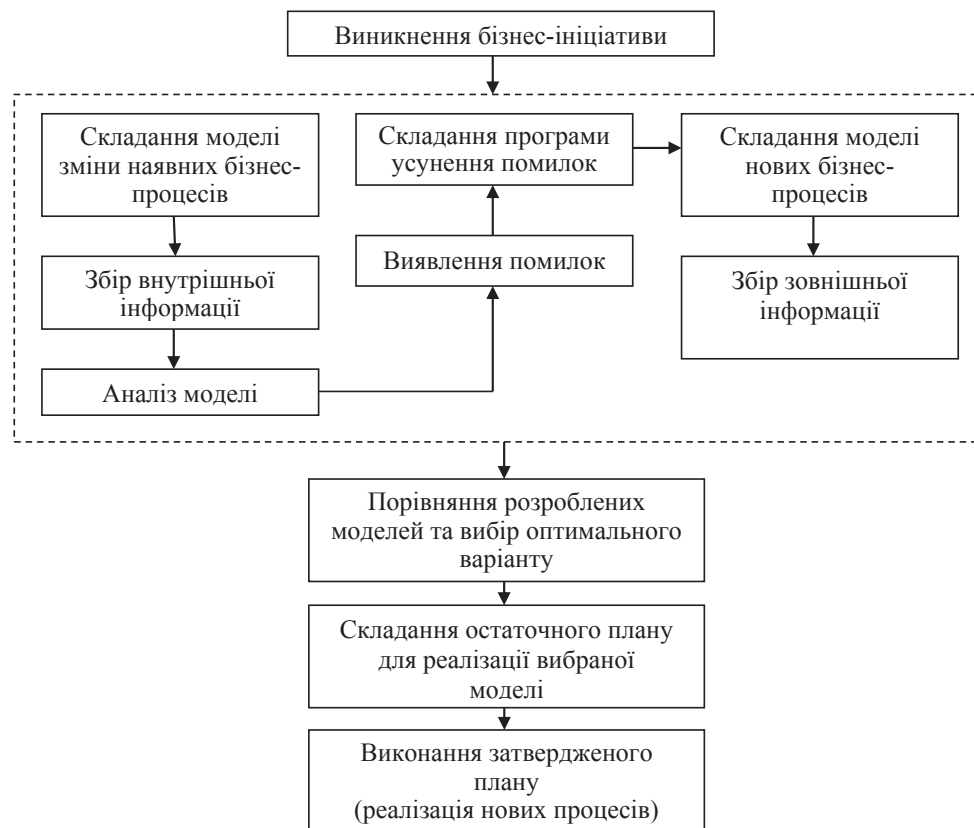 Виникнення бізнес-ініціативи
Складання моделі
зміни наявних бізнес-
процесів
Збір внутрішньої
інформації
Аналіз моделі
Складання програми
усунення помилок
Виявлення помилок
Складання моделі
нових бізнес-
процесів
Збір зовнішньої
інформації
Порівняння розроблених
моделей та вибір оптимального
варіанту
Складання остаточного плану
для реалізації вибраної
моделі
Виконання затвердженого
плану
(реалізація нових процесів)